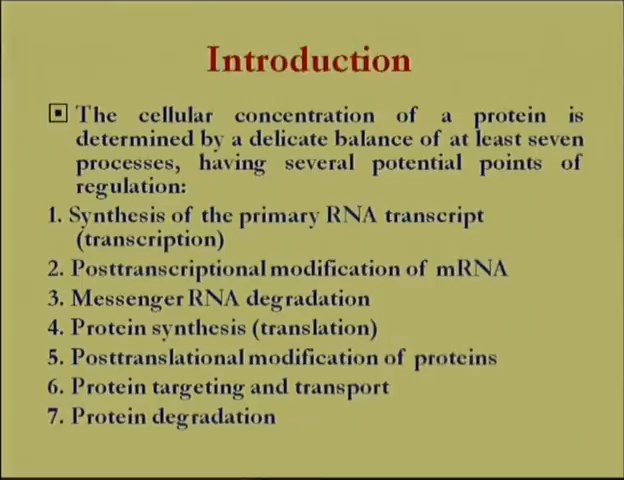 Introduction
The cellular concentration of a protein is
determined by a delicate balance of at least seven
processes, having several potential points of
regulation:
1. Synthesis of the primary RNA transcript
(transcription)
2. Posttranscriptional modification of mRNA
3. Messenger RNA degradation
4. Protein synthesis (translation)
5. Posttranslational modification of proteins
6. Protein targeting and transport
7. Protein degradation